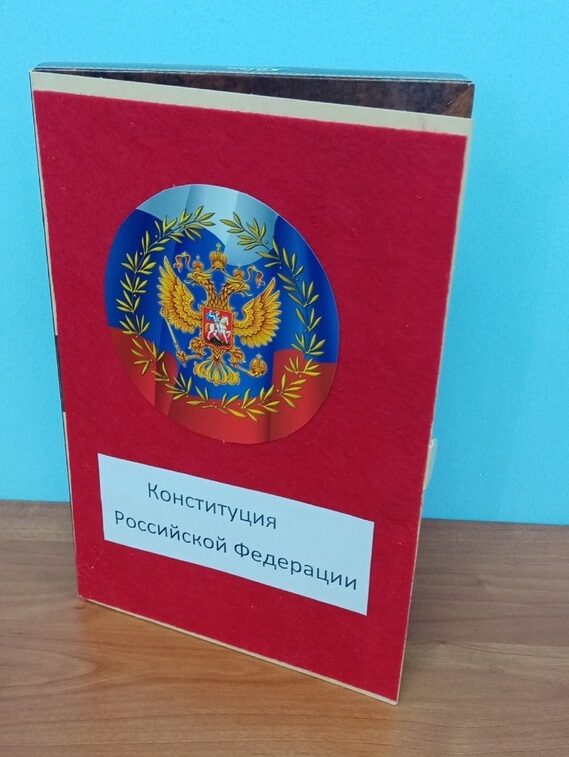 Конституция
Российской Федерации